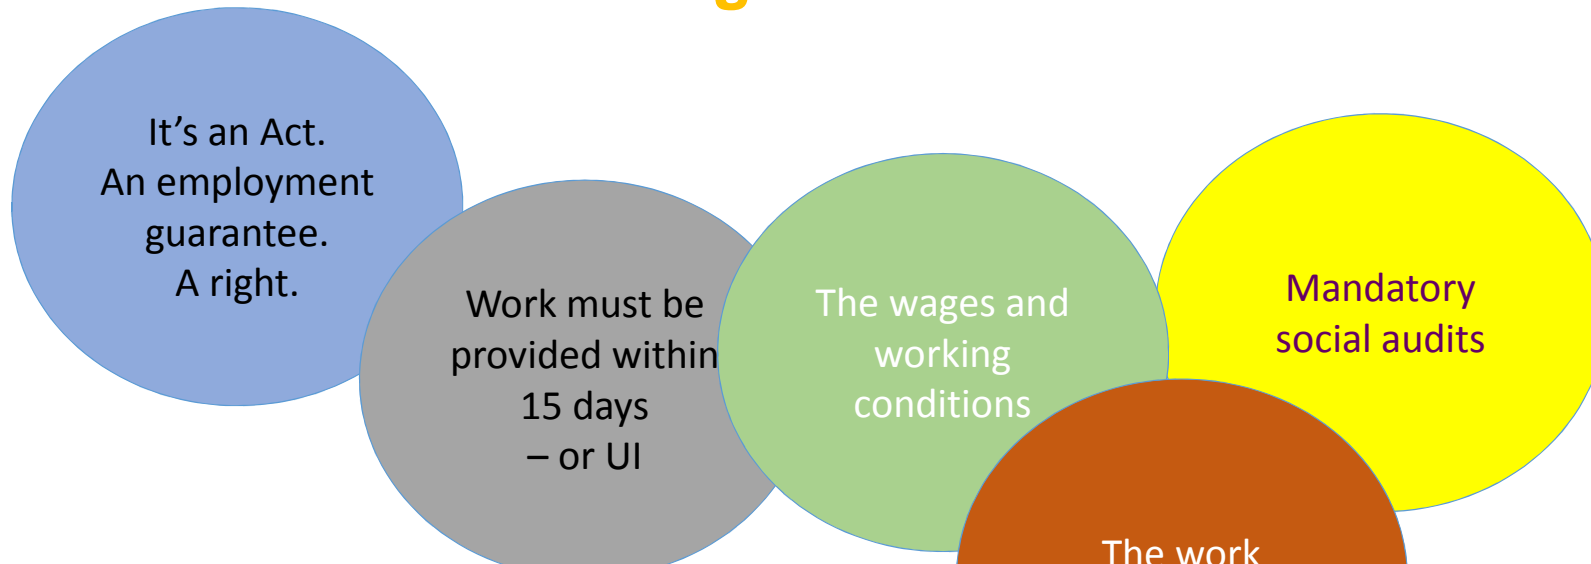 It's an Act.
An employment
guarantee.
A right.
Work must be
provided within
15 days
– or UI
The wages and
working
conditions
Mandatory
social audits
The work